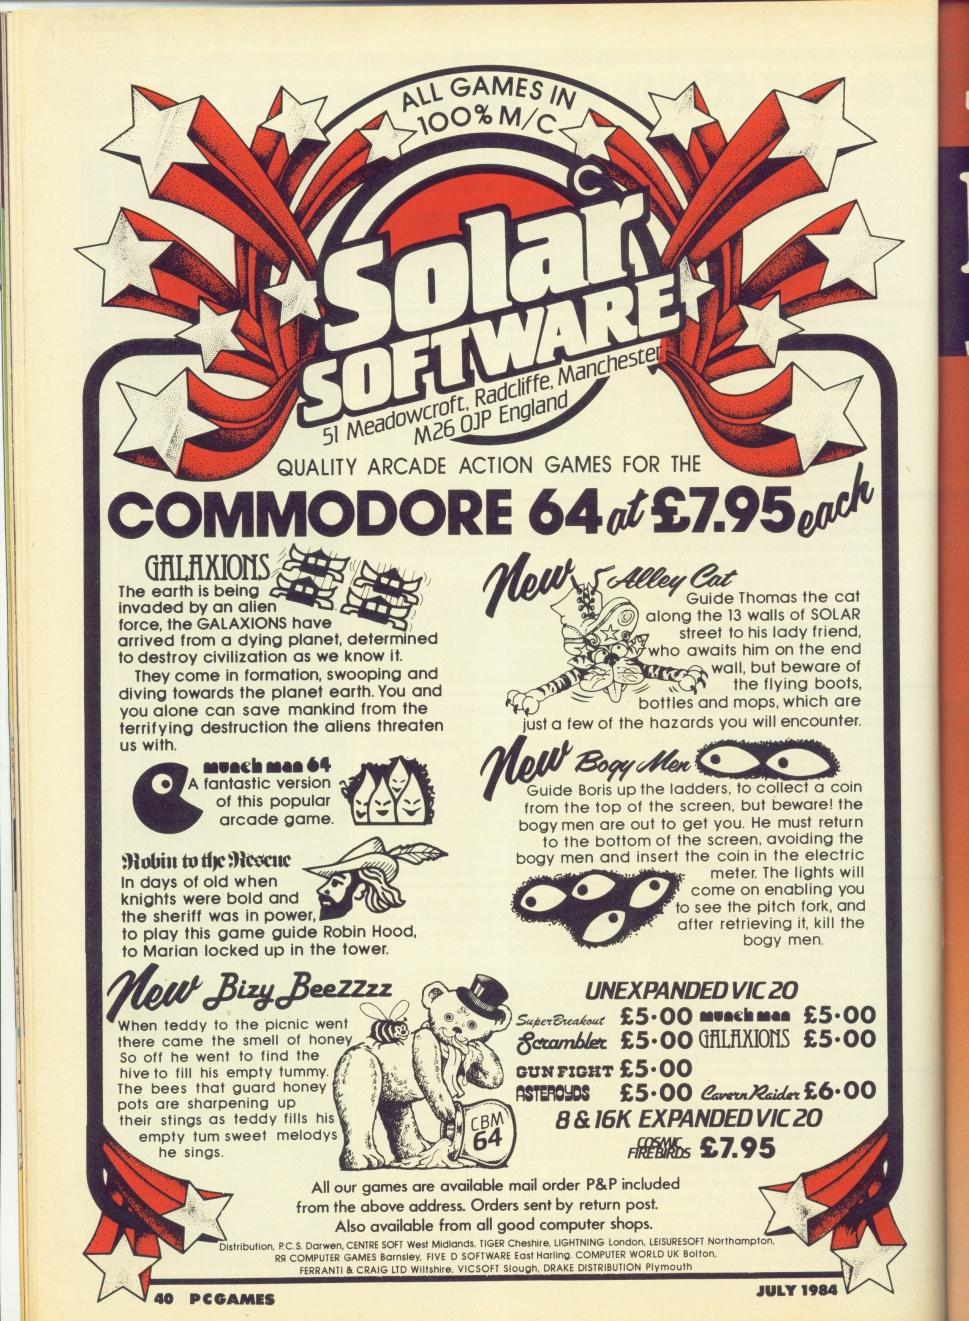 ALL GAMES IN
100% M/C
Solar
SOFTWARE
51 Meadowcroft, Radcliffe, Manchester
M26 0JP England
QUALITY ARCADE ACTION GAMES FOR THE
COMMODORE 64 at £7.95 each
GALAXIONS
The earth is being
invaded by an alien
force, the GALAXIONS have
arrived from a dying planet, determined
to destroy civilization as we know it.
They come in formation, swooping and
diving towards the planet earth. You and
you alone can save mankind from the
terrifying destruction the aliens threaten
us with.
munch man 64
A fantastic version
of this popular
arcade game.
Robin to the Rescue
In days of old when
knights were bold and
the sheriff was in power,
to play this game guide Robin Hood,
to Marian locked up in the tower.
New Bizy BeeZZzz
When teddy to the picnic went
there came the smell of honey
So off he went to find the
hive to fill his empty tummy.
The bees that guard honey
pots are sharpening up
their stings as teddy fills his
empty tum sweet melodys
he sings.
CBM
64
New Alley Cat
Guide Thomas the cat
along the 13 walls of SOLAR
street to his lady friend,
who awaits him on the end
wall, but beware of
the flying boots,
bottles and mops, which are
just a few of the hazards you will encounter.
New Bogy Men
Guide Boris up the ladders, to collect a coin
from the top of the screen, but beware! the
bogy men are out to get you. He must return
to the bottom of the screen, avoiding the
bogy men and insert the coin in the electric
meter. The lights will
come on enabling you
to see the pitch fork, and
after retrieving it, kill the
bogy men.
UNEXPANDED VIC 20
Super Breakout £5·00 munch man £5·00
Scrambler £5·00 GALAXIONS £5·00
GUN FIGHT £5·00
ASTEROYDS £5·00 Cavern Raider £6·00
8 & 16K EXPANDED VIC 20
COSMIC
FIREBIRDS £7.95
All our games are available mail order P&P included
from the above address. Orders sent by return post.
Also available from all good computer shops.
Distribution, P.C.S. Darwen, CENTRE SOFT West Midlands, TIGER Cheshire, LIGHTNING London, LEISURESOFT Northampton,
RЯ COMPUTER GAMES Barnsley, FIVE D SOFTWARE East Harling. COMPUTER WORLD UK Bolton,
FERRANTI & CRAIG LTD Wiltshire, VICSOFT Slough, DRAKE DISTRIBUTION Plymouth
40 PCGAMES
JULY 1984